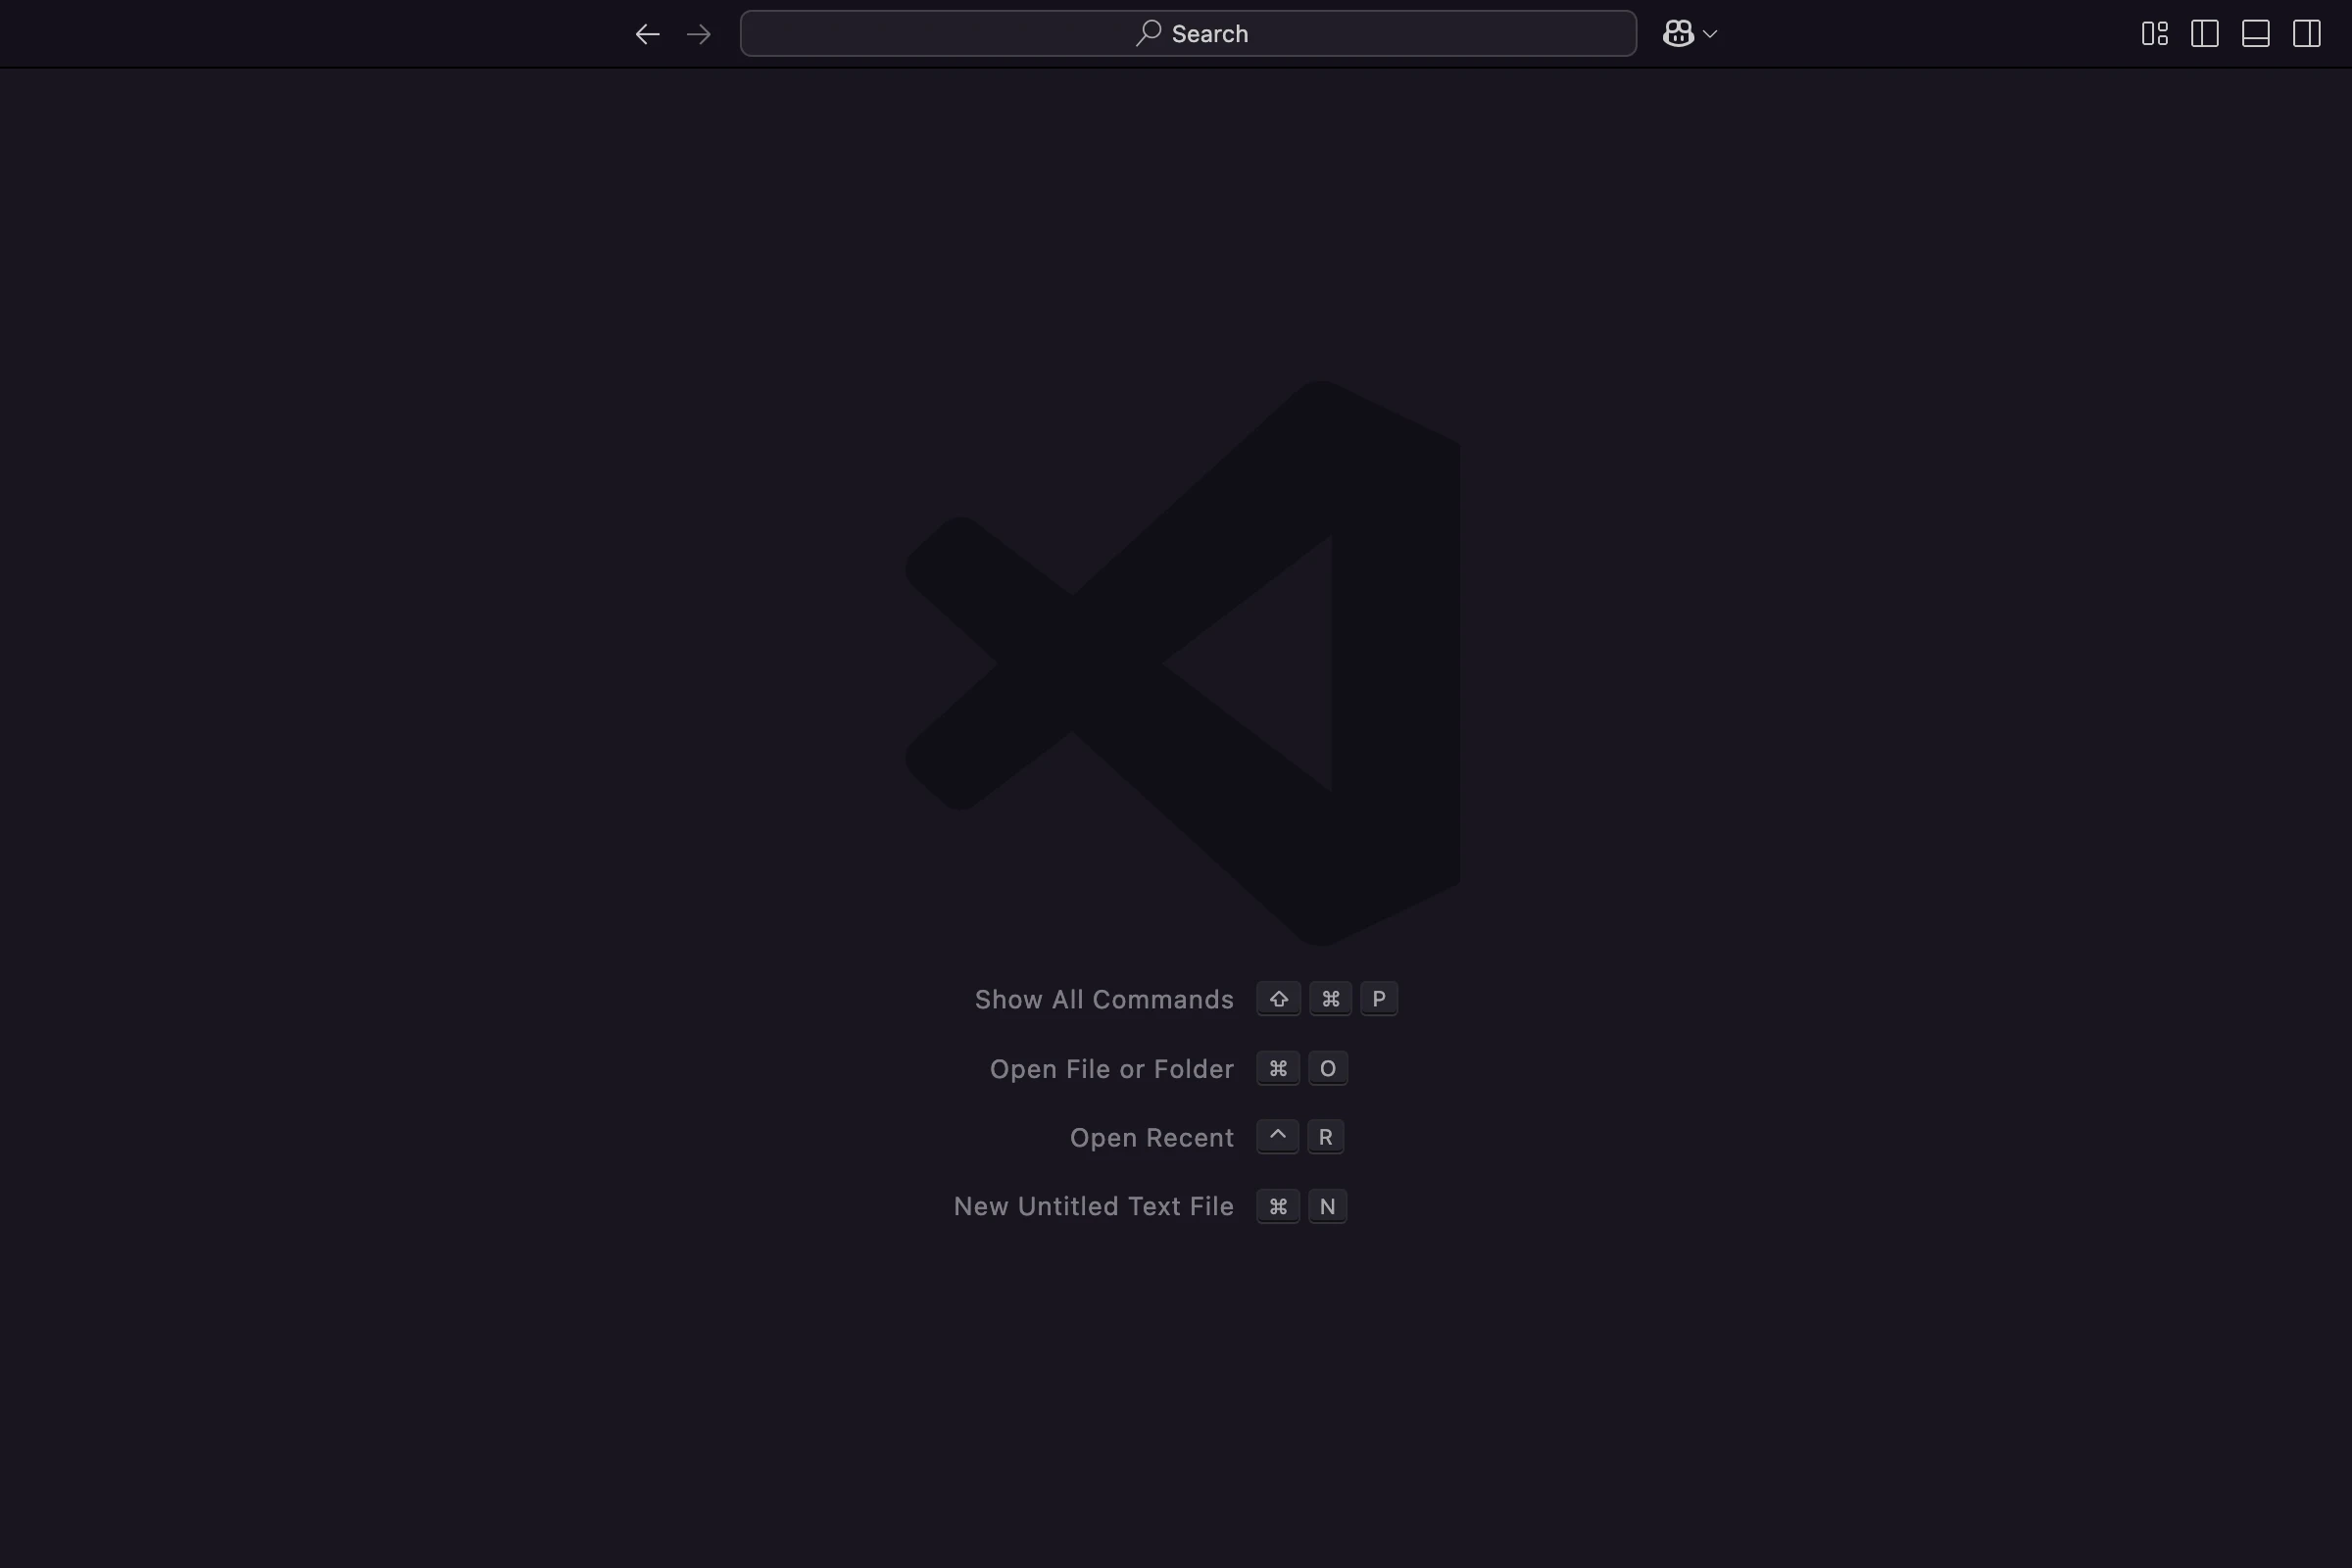 Search
Show All Commands ⇧ ⌘ P
Open File or Folder ⌘ O
Open Recent ^ R
New Untitled Text File ⌘ N